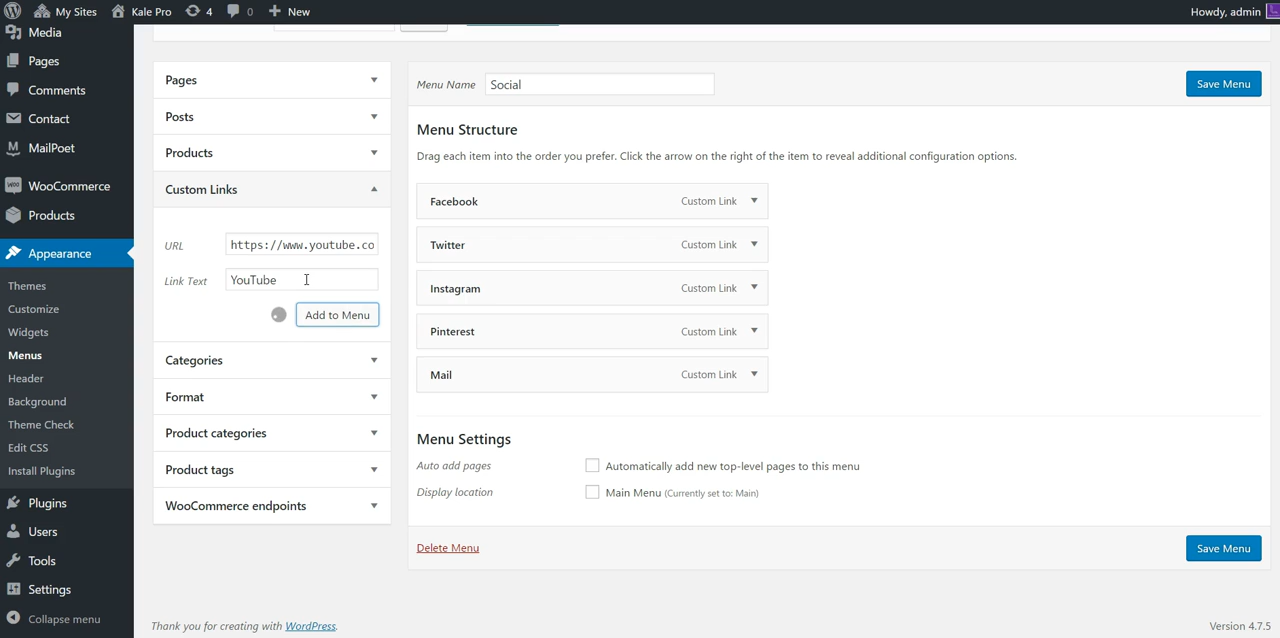 My Sites Kale Pro 4 0 New Howdy, admin
Media
Pages
Comments
Contact
MailPoet
WooCommerce
Products
Appearance
Themes
Customize
Widgets
Menus
Header
Background
Theme Check
Edit CSS
Install Plugins
Plugins
Users
Tools
Settings
Collapse menu
Pages
Posts
Products
Custom Links
URL https://www.youtube.co
Link Text YouTube
Add to Menu
Categories
Format
Product categories
Product tags
WooCommerce endpoints
Menu Name Social Save Menu
Menu Structure
Drag each item into the order you prefer. Click the arrow on the right of the item to reveal additional configuration options.
Facebook Custom Link
Twitter Custom Link
Instagram Custom Link
Pinterest Custom Link
Mail Custom Link
Menu Settings
Auto add pages Automatically add new top-level pages to this menu
Display location Main Menu (Currently set to: Main)
Delete Menu Save Menu
Thank you for creating with WordPress. Version 4.7.5